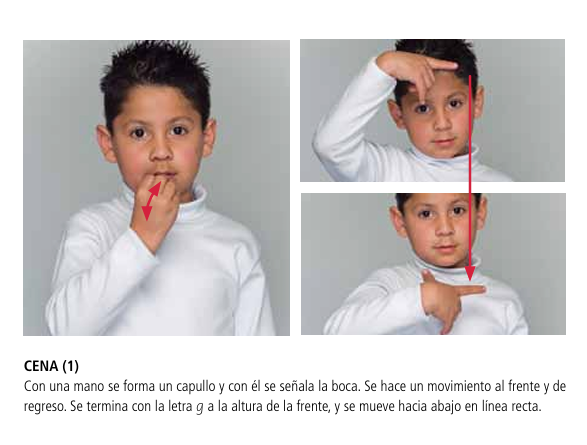 CENA (1)
Con una mano se forma un capullo y con él se señala la boca. Se hace un movimiento al frente y de
regreso. Se termina con la letra g a la altura de la frente, y se mueve hacia abajo en línea recta.